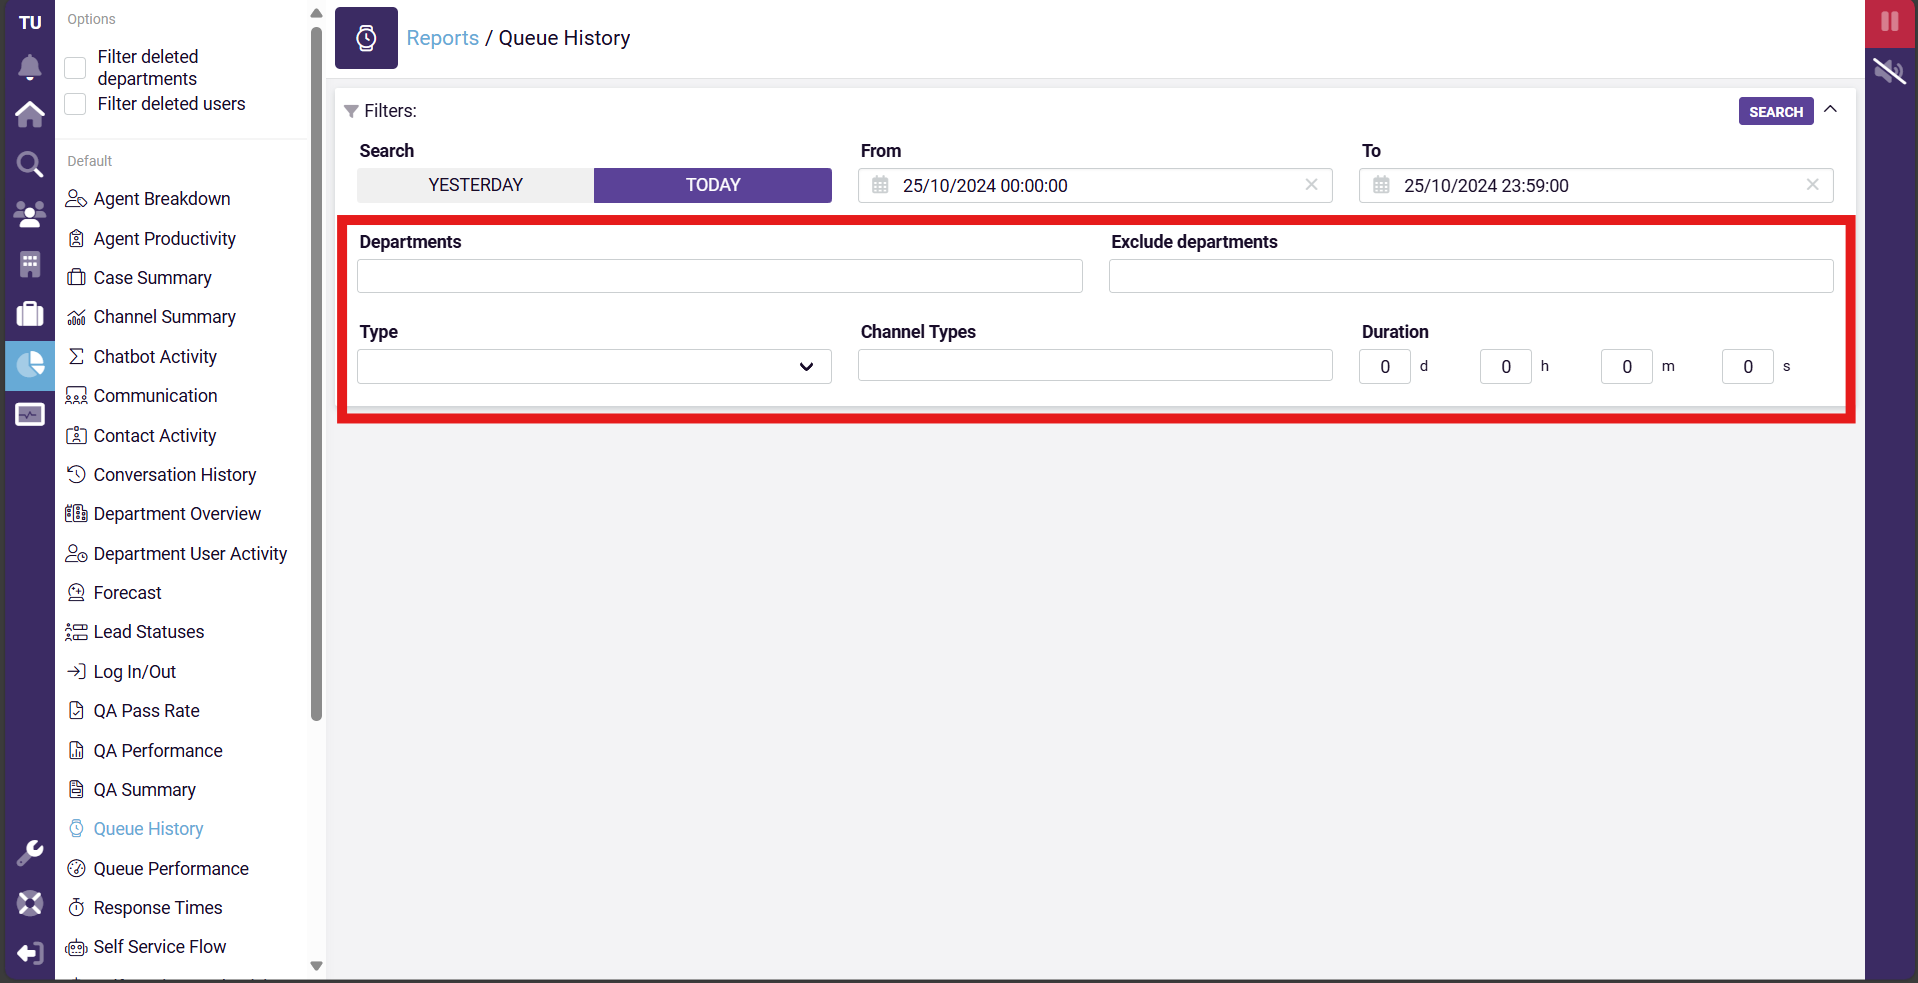 TU
Options
Filter deleted
departments
Filter deleted users
Default
Agent Breakdown
Agent Productivity
Case Summary
Channel Summary
Chatbot Activity
Communication
Contact Activity
Conversation History
Department Overview
Department User Activity
Forecast
Lead Statuses
Log In/Out
QA Pass Rate
QA Performance
QA Summary
Queue History
Queue Performance
Response Times
Self Service Flow
Reports / Queue History
Filters:
SEARCH
Search
From
To
YESTERDAY
TODAY
25/10/2024 00:00:00
25/10/2024 23:59:00
Departments
Exclude departments
Type
Channel Types
Duration
0 d
0 h
0 m
0 s